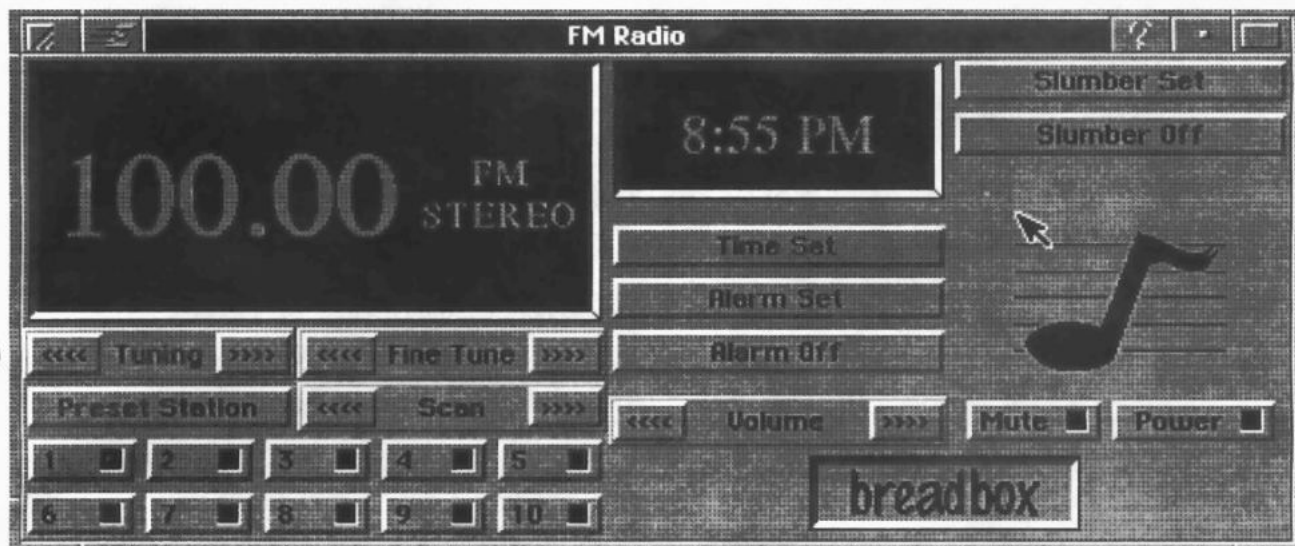 FM Radio
?
100.00
FM
STEREO
8:55 PM
Slumber Set
Slumber Off
Time Set
Alarm Set
Alarm Off
<<<< Tuning >>>>
<<<< Fine Tune >>>>
Preset Station
<<<< Scan >>>>
<<<< Volume >>>>
Mute
Power
1 2 3 4 5
6 7 8 9 10
breadbox